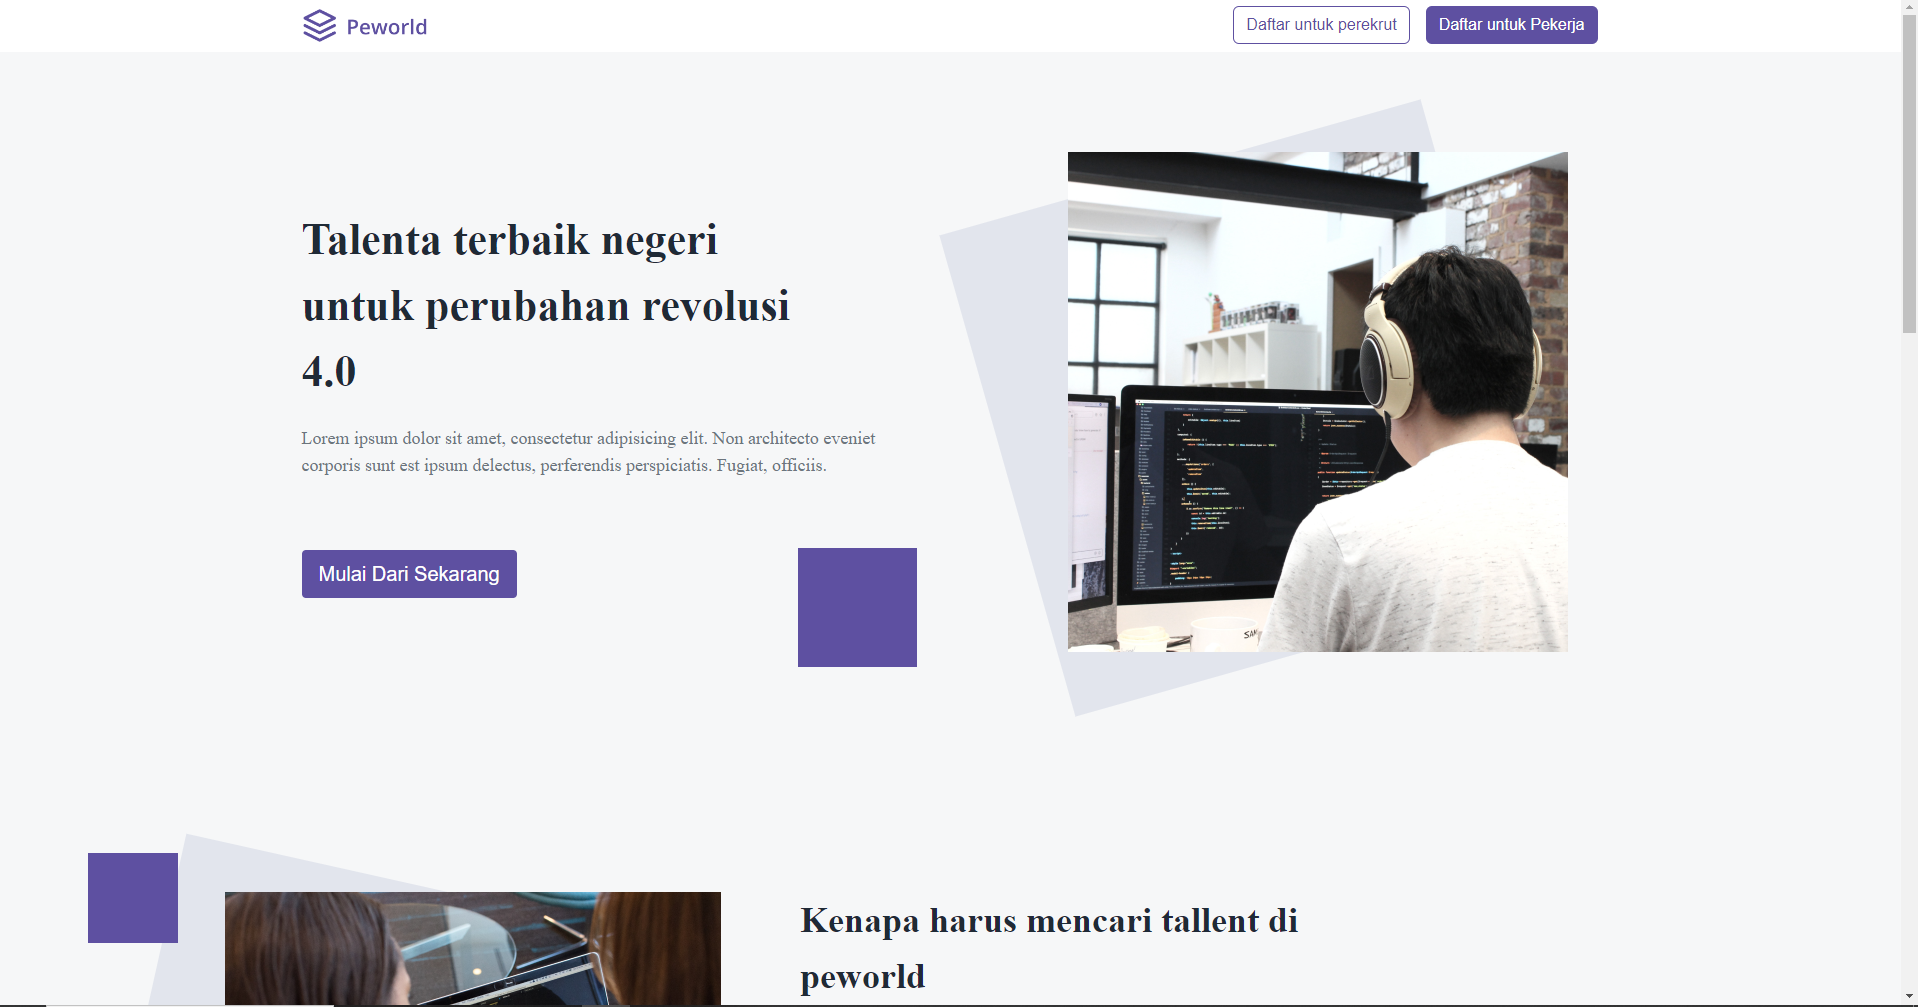 Peworld
Daftar untuk perekrut
Daftar untuk Pekerja
Talenta terbaik negeri
untuk perubahan revolusi
4.0
Lorem ipsum dolor sit amet, consectetur adipisicing elit. Non architecto eveniet
corporis sunt est ipsum delectus, perferendis perspiciatis. Fugiat, officiis.
Mulai Dari Sekarang
SAM
Kenapa harus mencari tallent di
peworld